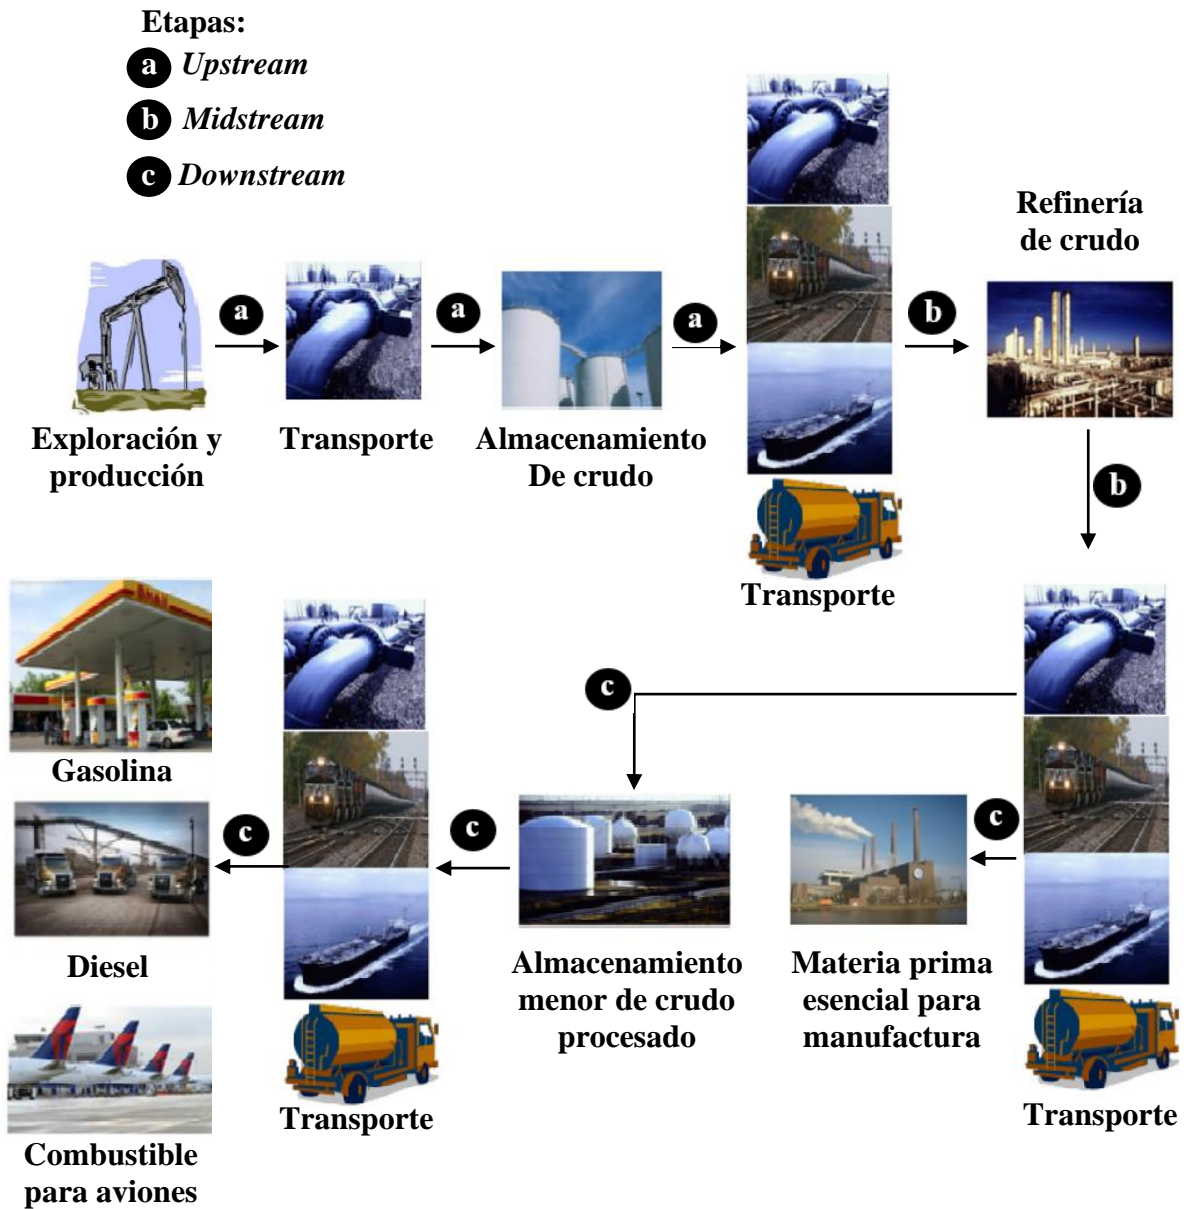 Etapas:
a Upstream
b Midstream
c Downstream
Refinería
de crudo
a
a
a
b
Exploración y
producción
Transporte
Almacenamiento
De crudo
b
Transporte
c
Gasolina
c
c
c
Diesel
Almacenamiento
menor de crudo
procesado
Materia prima
esencial para
manufactura
Transporte
Transporte
Combustible
para aviones